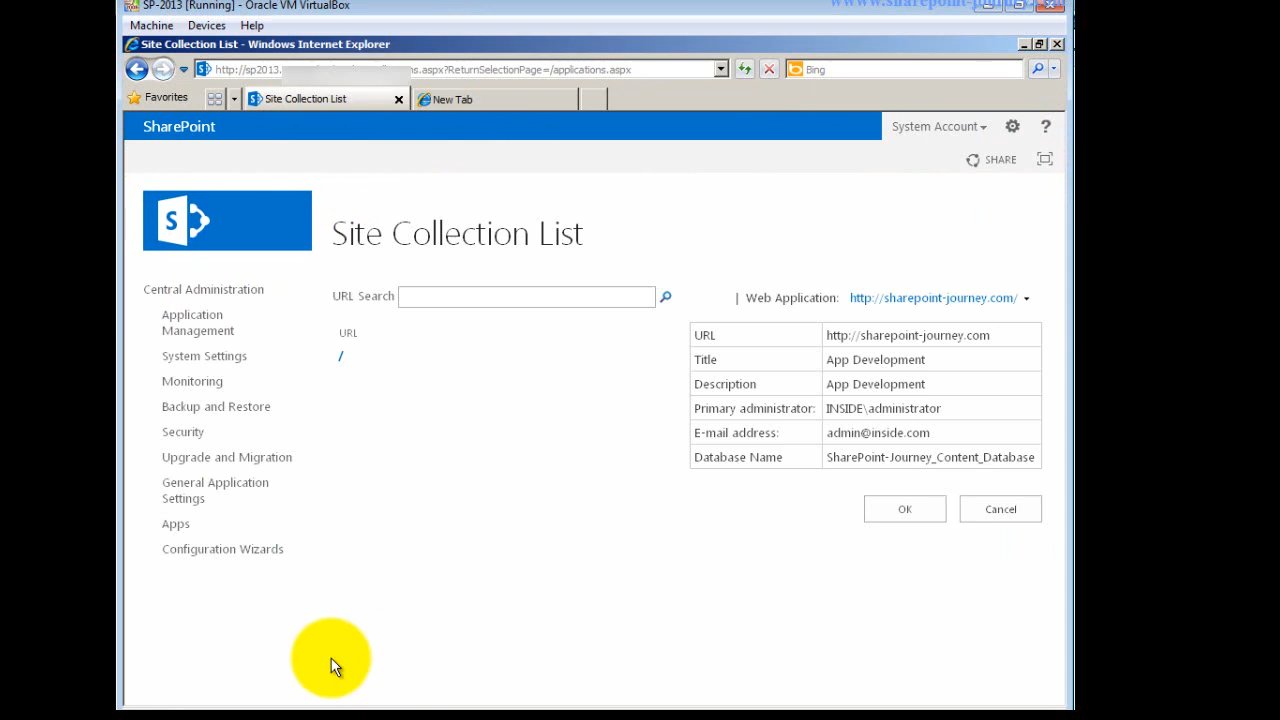 SP-2013 [Running] - Oracle VM VirtualBox
Machine Devices Help
Site Collection List - Windows Internet Explorer
http://sp2013. ns.aspx?ReturnSelectionPage=/applications.aspx
Bing
Favorites
Site Collection List
New Tab
SharePoint
System Account
?
SHARE
S
Site Collection List
Central Administration
Application
Management
System Settings
Monitoring
Backup and Restore
Security
Upgrade and Migration
General Application
Settings
Apps
Configuration Wizards
URL Search
URL
/
| Web Application: http://sharepoint-journey.com/
URL http://sharepoint-journey.com
Title App Development
Description App Development
Primary administrator: INSIDE\administrator
E-mail address: admin@inside.com
Database Name SharePoint-Journey_Content_Database
OK Cancel